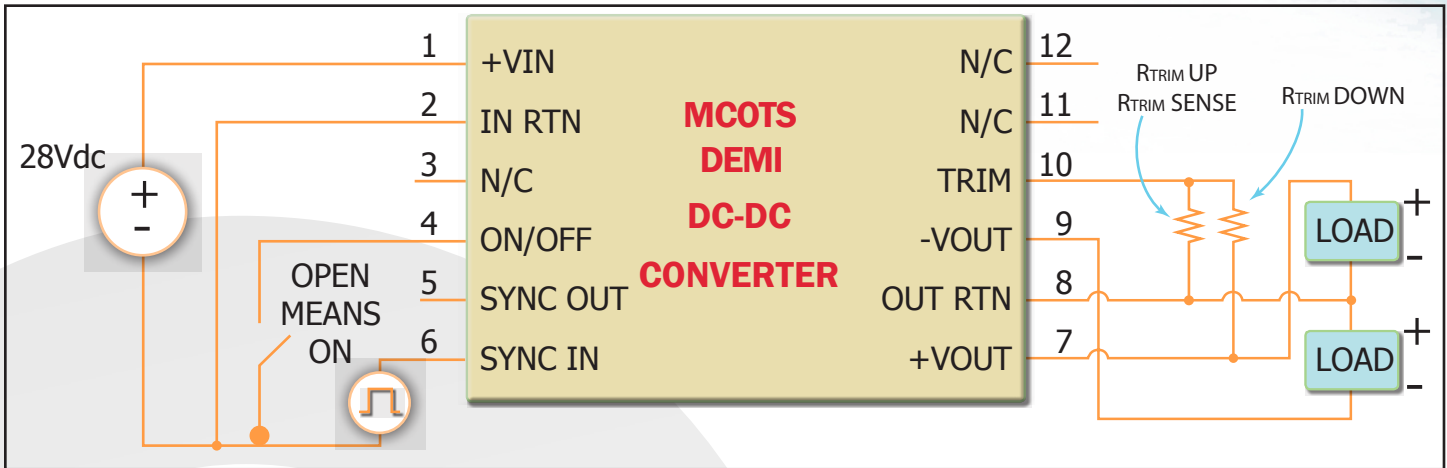 28Vdc
+
-
1
2
3
4
5
6
OPEN
MEANS
ON
+VIN
IN RTN
N/C
ON/OFF
SYNC OUT
SYNC IN
MCOTS
DEMI
DC-DC
CONVERTER
N/C
N/C
TRIM
-VOUT
OUT RTN
+VOUT
12
11
10
9
8
7
RTRIM UP
RTRIM SENSE
RTRIM DOWN
LOAD
+
-
LOAD
+
-